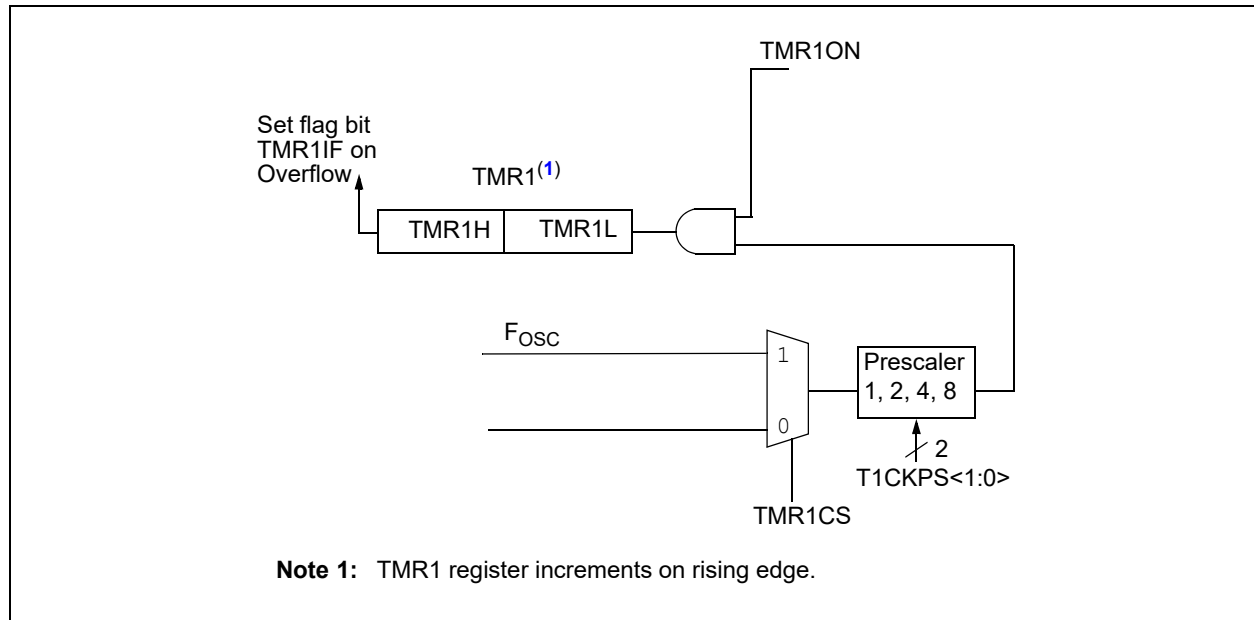 TMR1ON
Set flag bit
TMR1IF on
Overflow
TMR1(1)
TMR1H
TMR1L
FOSC
1
0
Prescaler
1, 2, 4, 8
2
T1CKPS<1:0>
TMR1CS
Note 1: TMR1 register increments on rising edge.